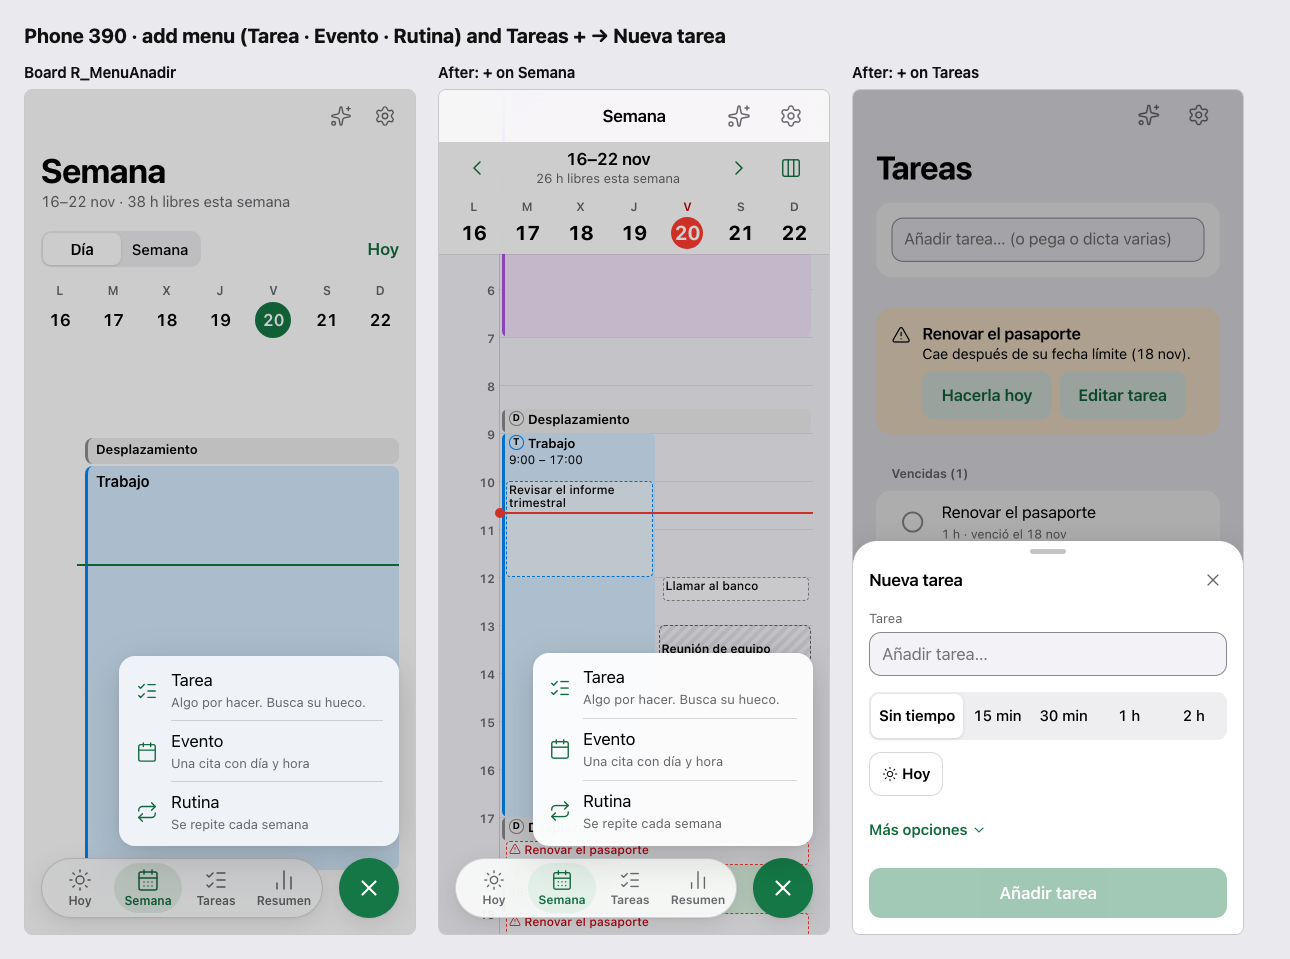 Phone 390 · add menu (Tarea · Evento · Rutina) and Tareas + → Nueva tarea
Board R_MenuAnadir
Semana
16–22 nov · 38 h libres esta semana
Día Semana Hoy
L M X J V S D
16 17 18 19 20 21 22
Desplazamiento
Trabajo
Tarea
Algo por hacer. Busca su hueco.
Evento
Una cita con día y hora
Rutina
Se repite cada semana
Hoy Semana Tareas Resumen
After: + on Semana
Semana
16–22 nov
26 h libres esta semana
L M X J V S D
16 17 18 19 20 21 22
6
7
8
D Desplazamiento
9
T Trabajo
9:00 – 17:00
10
Revisar el informe
trimestral
11
12
Llamar al banco
13
Reunión de equipo
14
15
16
17
Tarea
Algo por hacer. Busca su hueco.
Evento
Una cita con día y hora
Rutina
Se repite cada semana
D
Renovar el pasaporte
Hoy Semana Tareas Resumen
Renovar el pasaporte
After: + on Tareas
Tareas
Añadir tarea... (o pega o dicta varias)
Renovar el pasaporte
Cae después de su fecha límite (18 nov).
Hacerla hoy Editar tarea
Vencidas (1)
Renovar el pasaporte
1 h · venció el 18 nov
Nueva tarea
Tarea
Añadir tarea...
Sin tiempo 15 min 30 min 1 h 2 h
Hoy
Más opciones
Añadir tarea